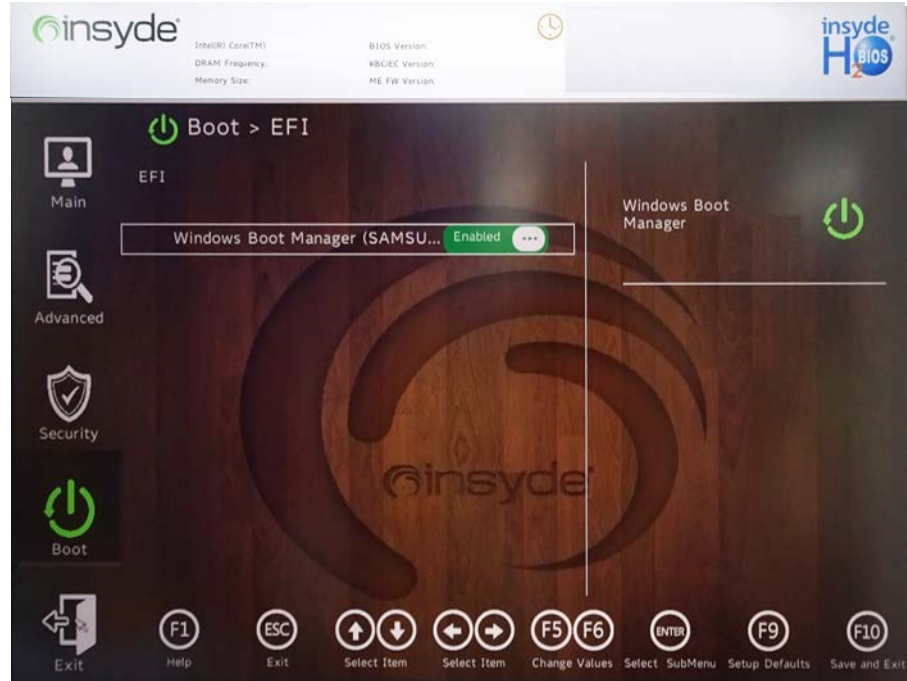 insyde
Intel(R) Core(TM)
DRAM Frequency:
Memory Size:
BIOS Version:
KBC/EC Version:
ME FW Version:
insyde
H2
BIOS
Boot > EFI
EFI
Windows Boot Manager (SAMSU... Enabled
Windows Boot
Manager
Main
Advanced
Security
Boot
Exit
insyde
F1
Help
ESC
Exit
Select Item
Select Item
F5 F6
Change Values
ENTER
Select SubMenu
F9
Setup Defaults
F10
Save and Exit